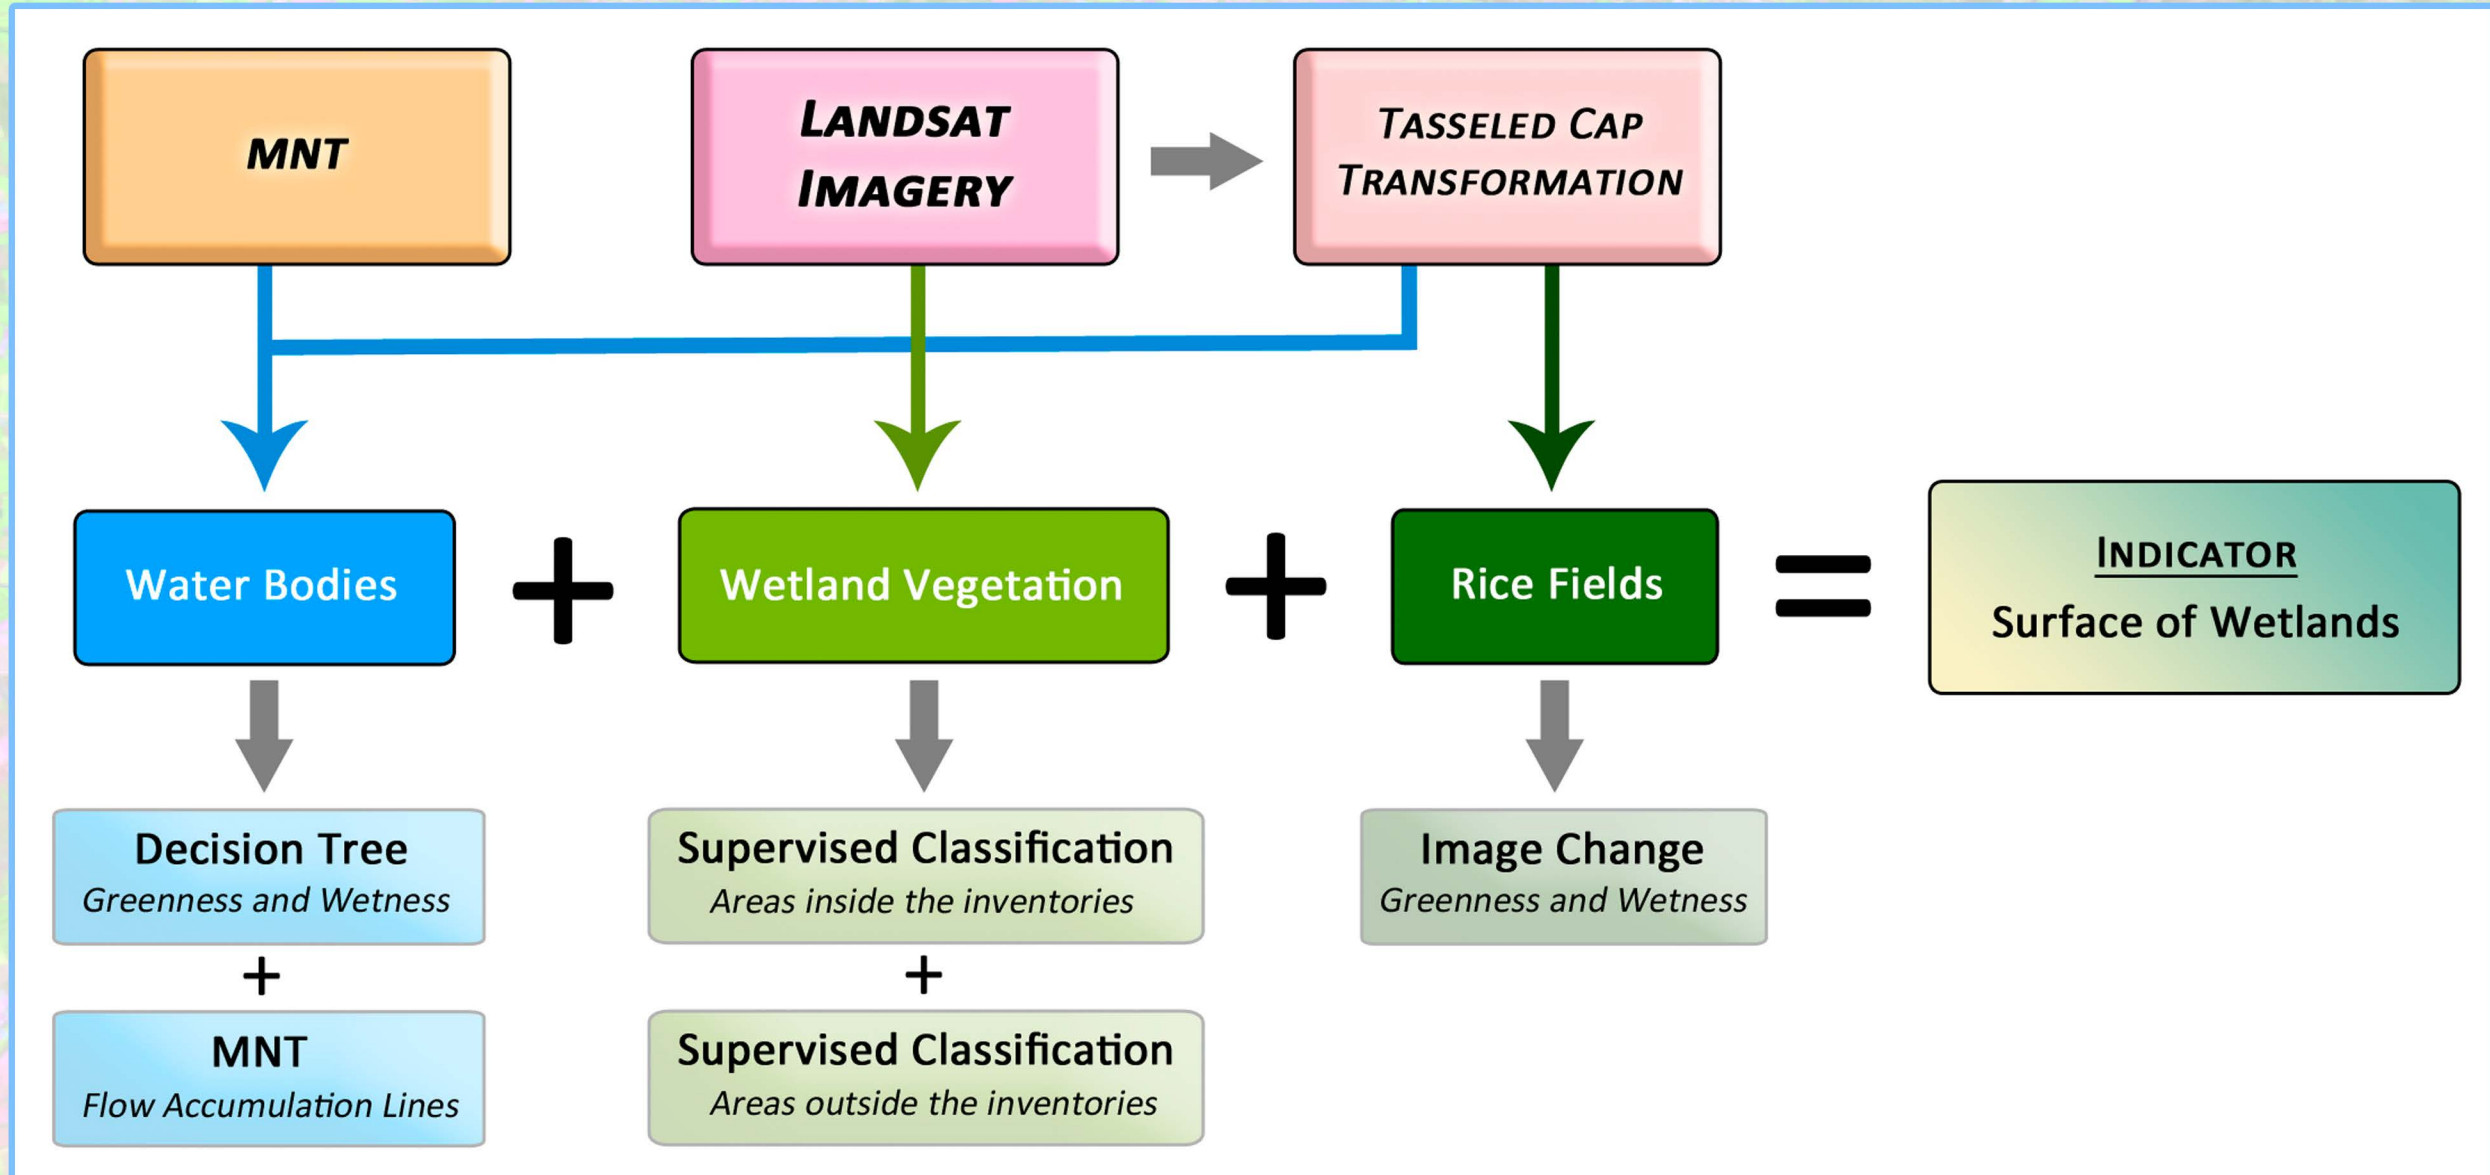 MNT
LANDSAT
IMAGERY
TASSELED CAP
TRANSFORMATION
Water Bodies
+
Wetland Vegetation
+
Rice Fields
=
INDICATOR
Surface of Wetlands
Decision Tree
Greenness and Wetness
+
MNT
Flow Accumulation Lines
Supervised Classification
Areas inside the inventories
+
Supervised Classification
Areas outside the inventories
Image Change
Greenness and Wetness